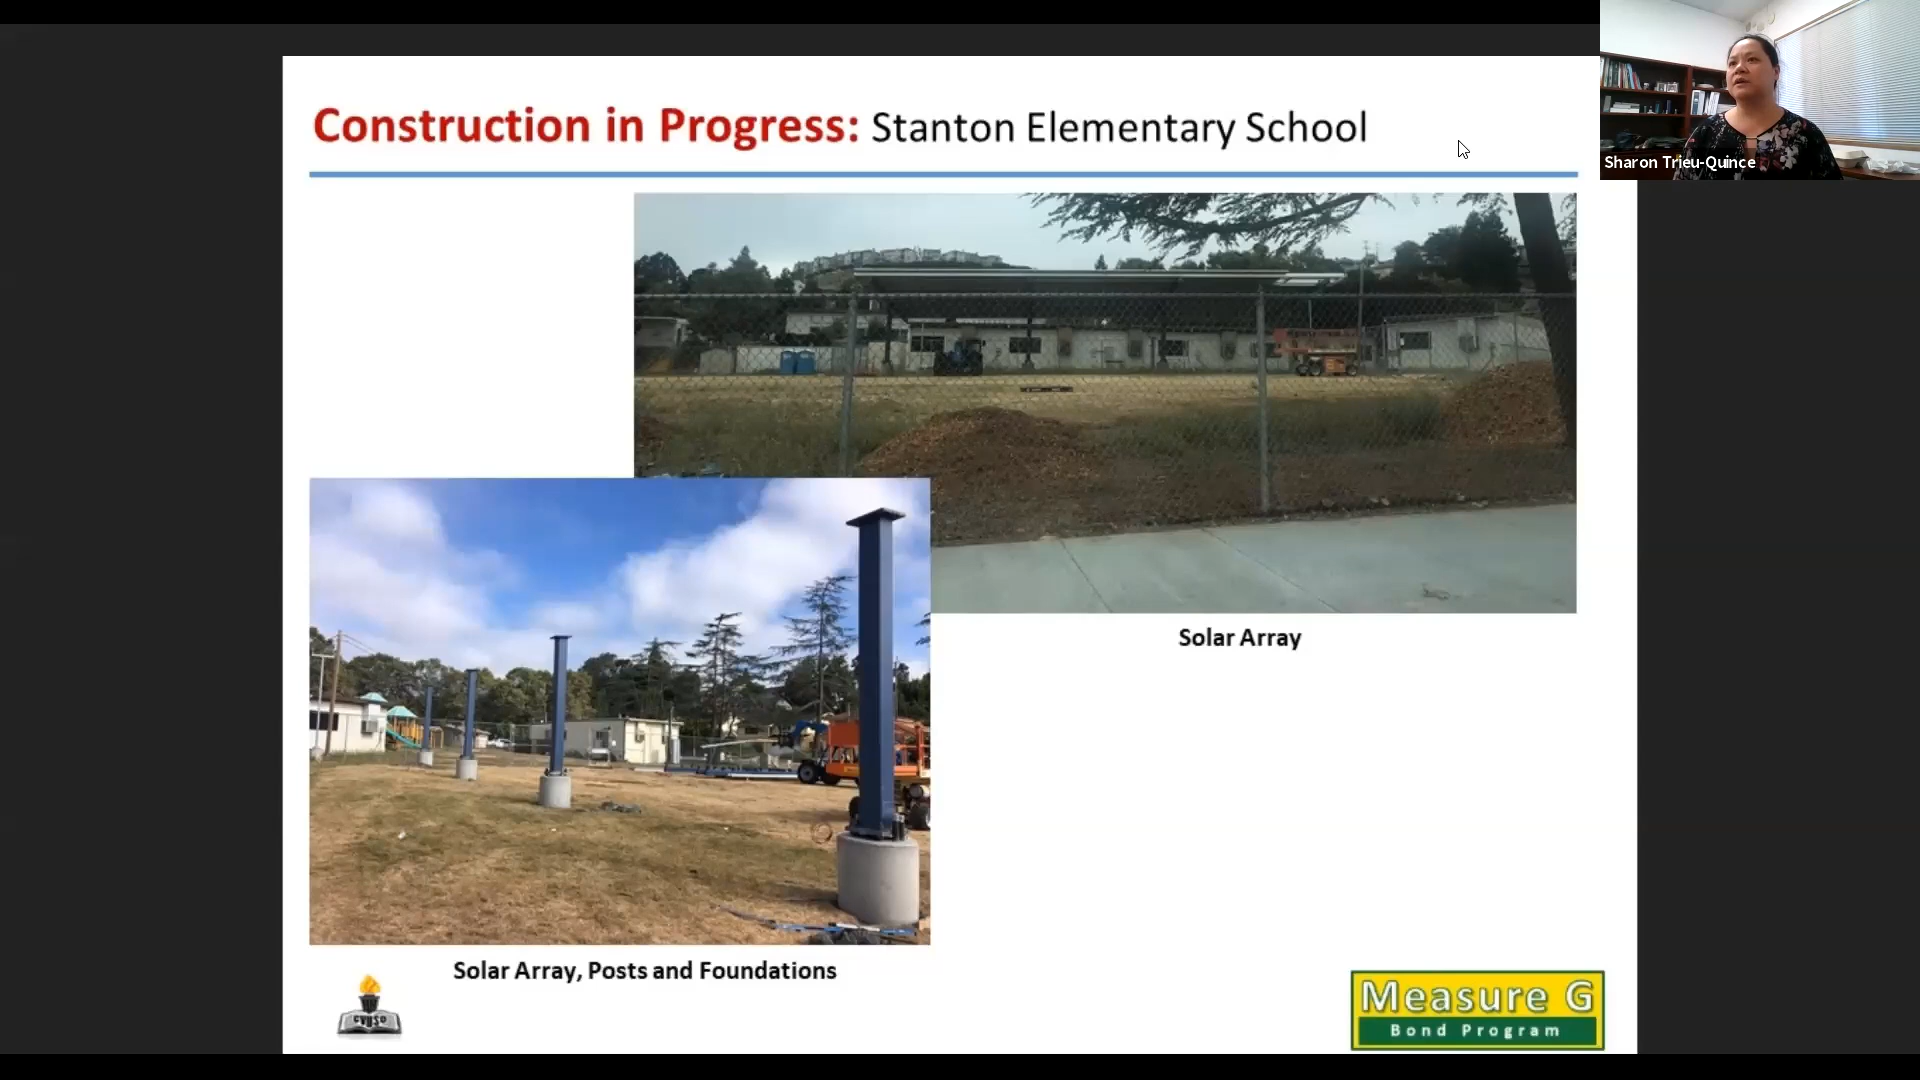 Construction in Progress: Stanton Elementary School
Sharon Trieu-Quince
Solar Array
Solar Array, Posts and Foundations
CVUSD
Measure G
Bond Program